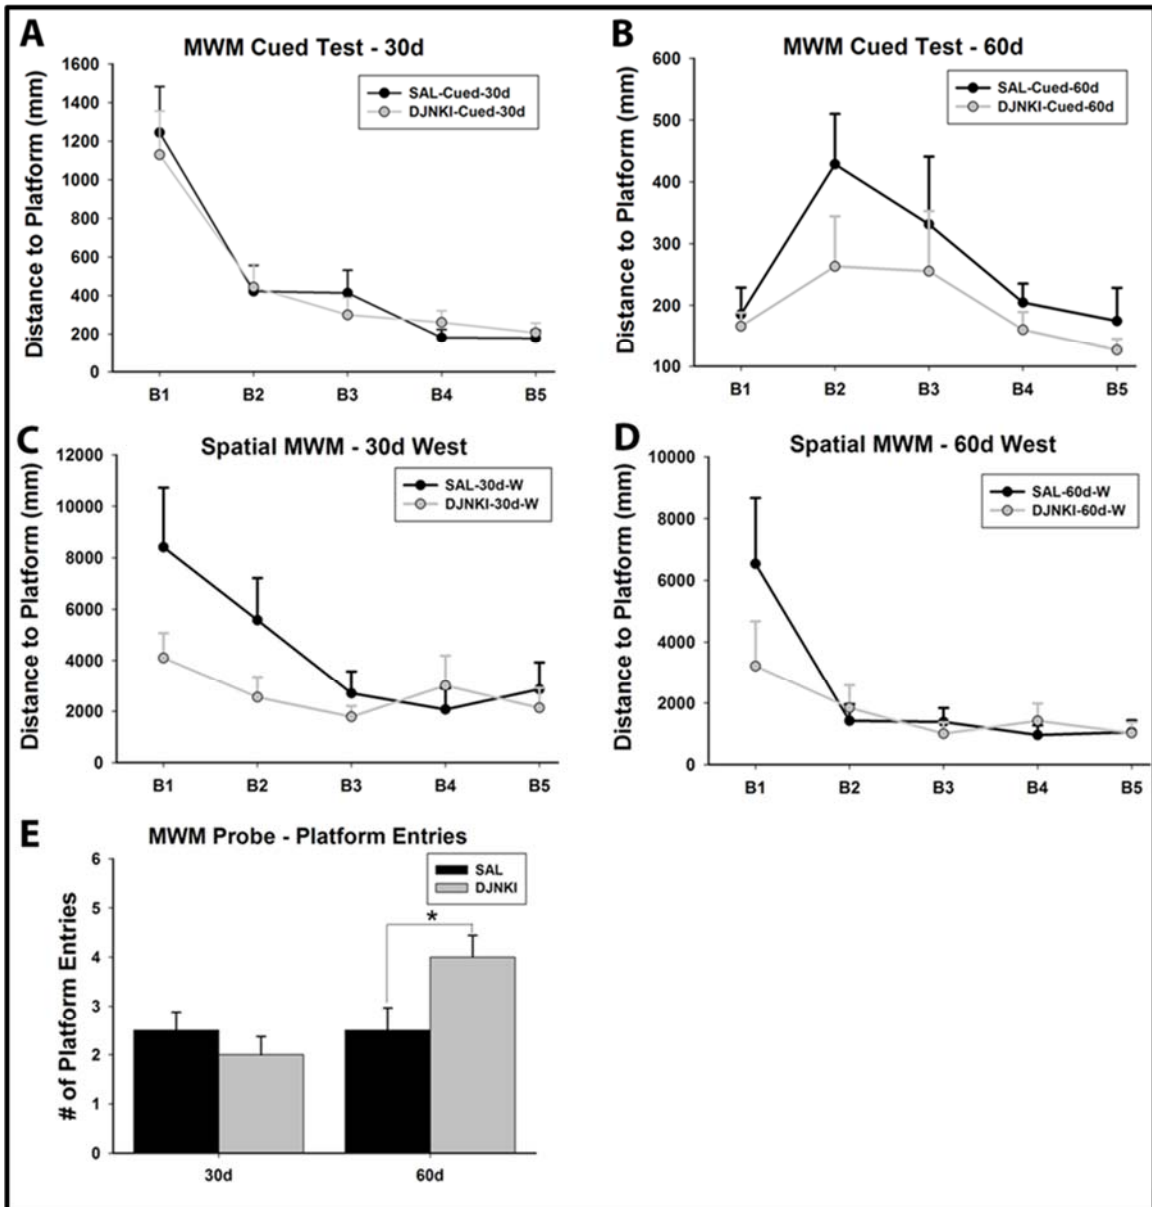 A
MWM Cued Test - 30d
Distance to Platform (mm)
1600
1400
1200
1000
800
600
400
200
0
SAL-Cued-30d
DJNKI-Cued-30d
B1 B2 B3 B4 B5
B
MWM Cued Test - 60d
Distance to Platform (mm)
600
500
400
300
200
100
SAL-Cued-60d
DJNKI-Cued-60d
B1 B2 B3 B4 B5
C
Spatial MWM - 30d West
Distance to Platform (mm)
12000
10000
8000
6000
4000
2000
0
SAL-30d-W
DJNKI-30d-W
B1 B2 B3 B4 B5
D
Spatial MWM - 60d West
Distance to Platform (mm)
10000
8000
6000
4000
2000
0
SAL-60d-W
DJNKI-60d-W
B1 B2 B3 B4 B5
E
MWM Probe - Platform Entries
# of Platform Entries
6
5
4
3
2
1
0
SAL
DJNKI
*
30d 60d